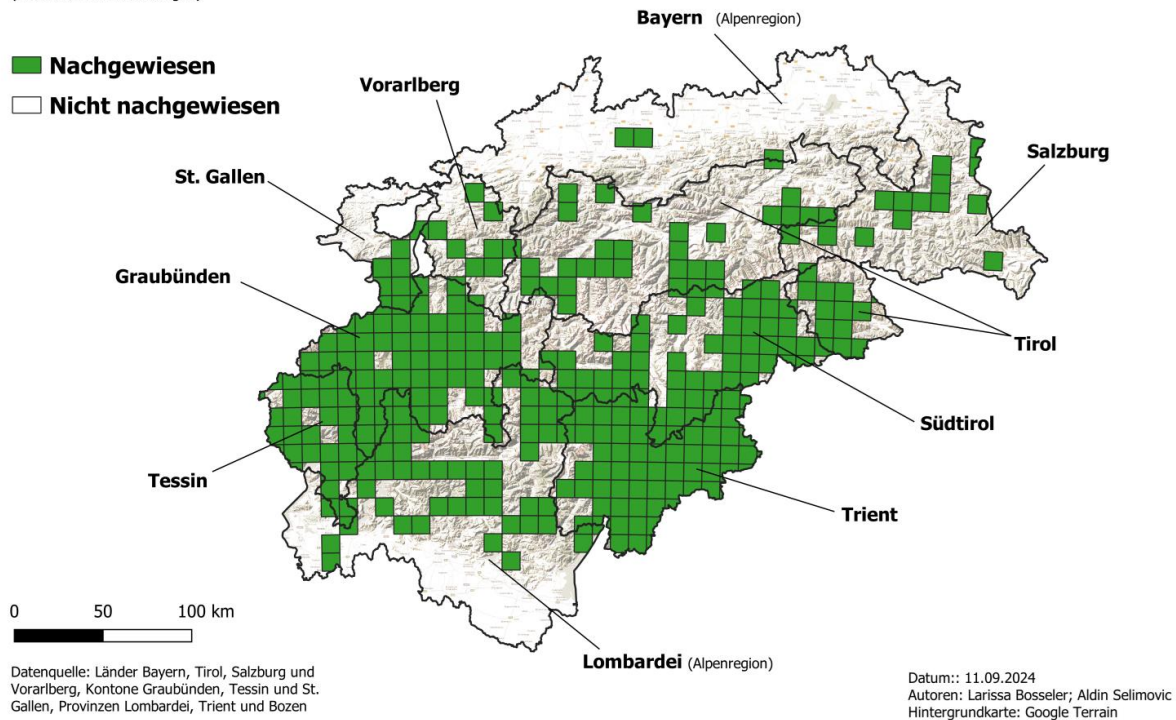 Bayern (Alpenregion)
Nachgewiesen
Nicht nachgewiesen
Vorarlberg
St. Gallen
Salzburg
Graubünden
Tirol
Südtirol
Tessin
Trient
0 50 100 km
Lombardei (Alpenregion)
Datenquelle: Länder Bayern, Tirol, Salzburg und
Vorarlberg, Kontone Graubünden, Tessin und St.
Gallen, Provinzen Lombardei, Trient und Bozen
Datum:: 11.09.2024
Autoren: Larissa Bosseler; Aldin Selimovic
Hintergrundkarte: Google Terrain